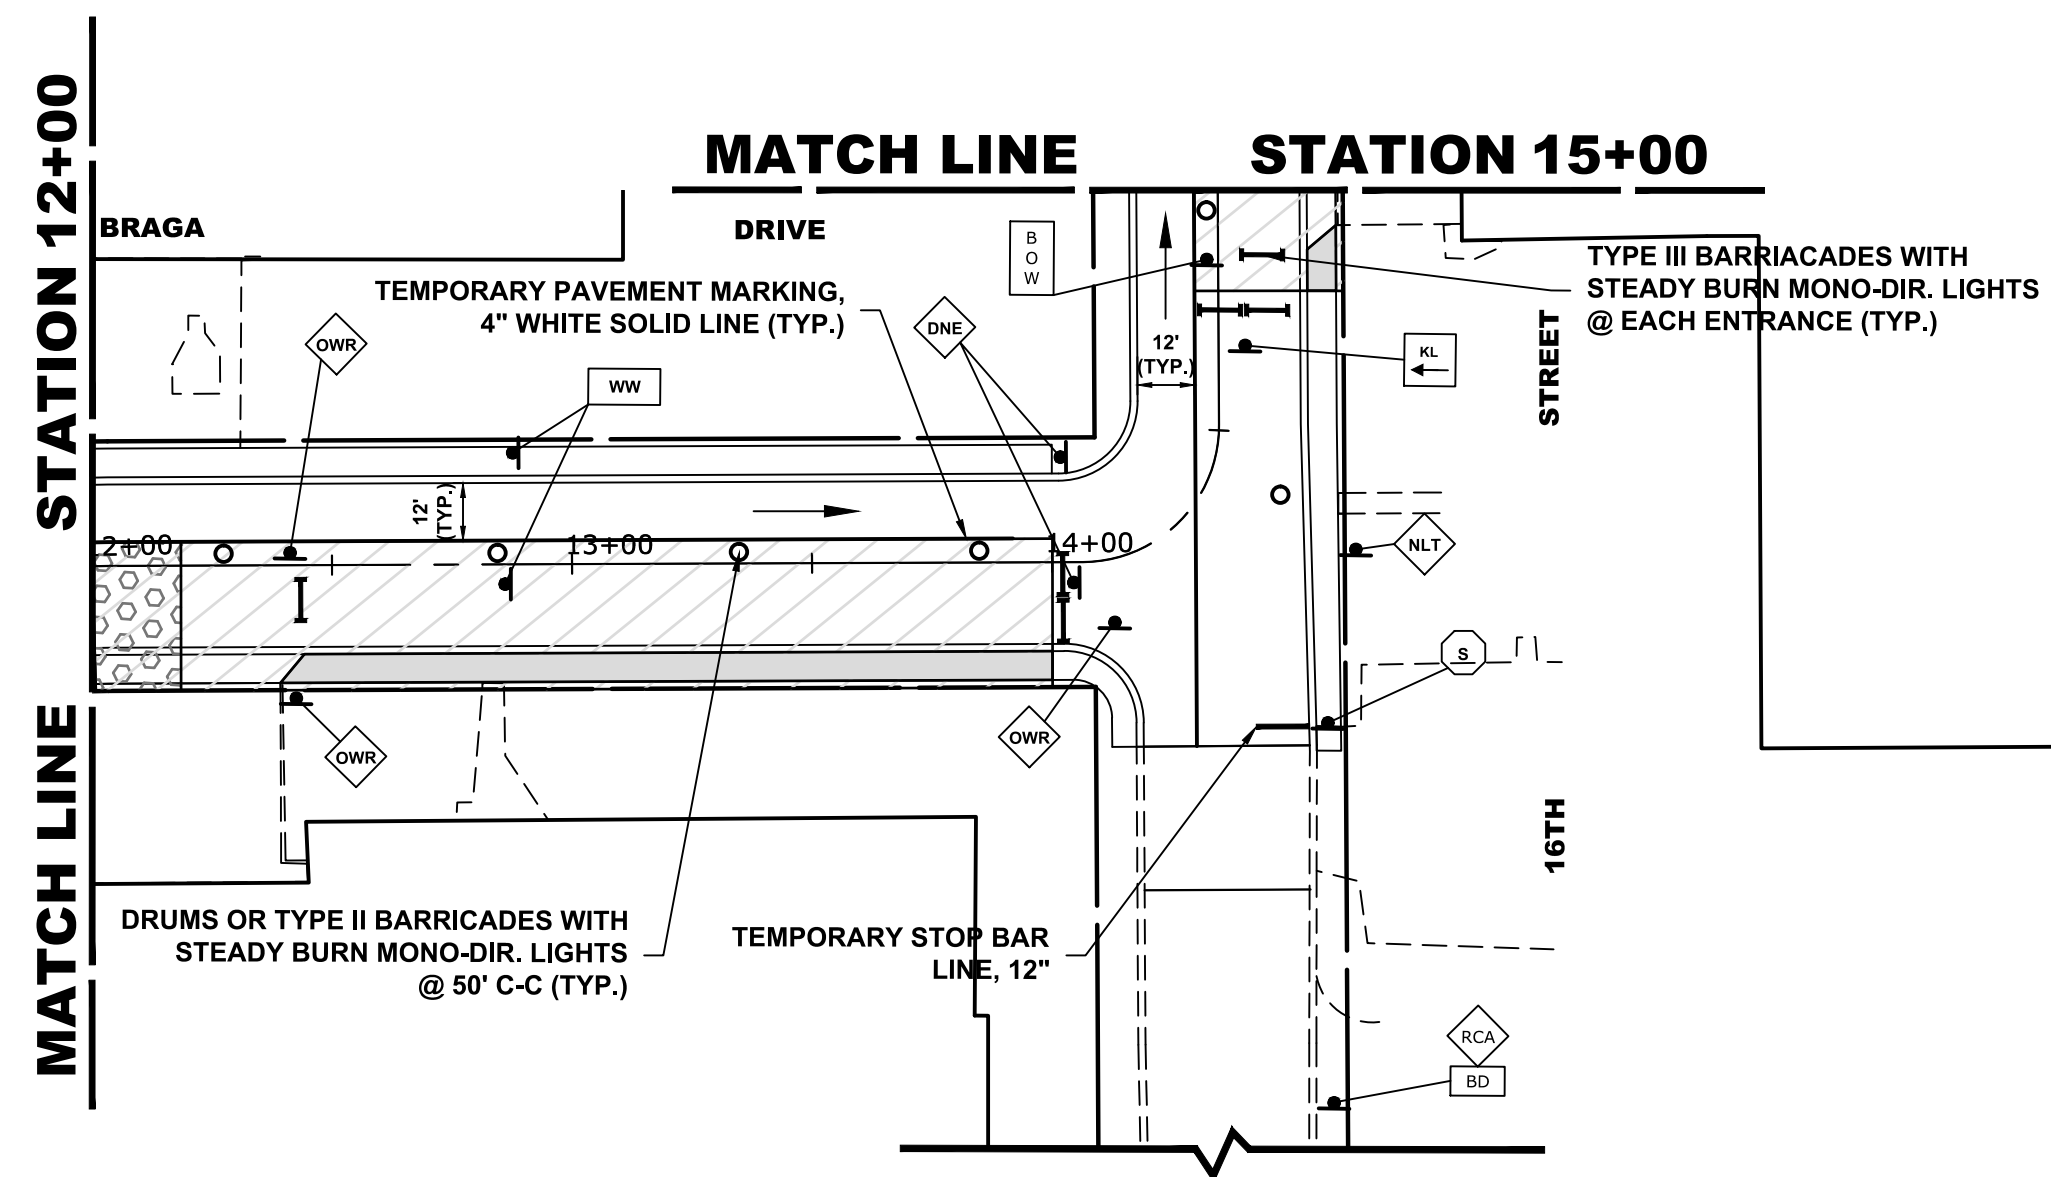 STATION 12+00
MATCH LINE
MATCH LINE STATION 15+00
BRAGA DRIVE
B
O
W
TYPE III BARRIACADES WITH
STEADY BURN MONO-DIR. LIGHTS
@ EACH ENTRANCE (TYP.)
TEMPORARY PAVEMENT MARKING,
4" WHITE SOLID LINE (TYP.)
OWR
DNE
12'
(TYP.)
KL
STREET
WW
12'
(TYP.)
2+00
13+00
14+00
NLT
S
OWR
OWR
16TH
DRUMS OR TYPE II BARRICADES WITH
STEADY BURN MONO-DIR. LIGHTS
@ 50' C-C (TYP.)
TEMPORARY STOP BAR
LINE, 12"
RCA
BD